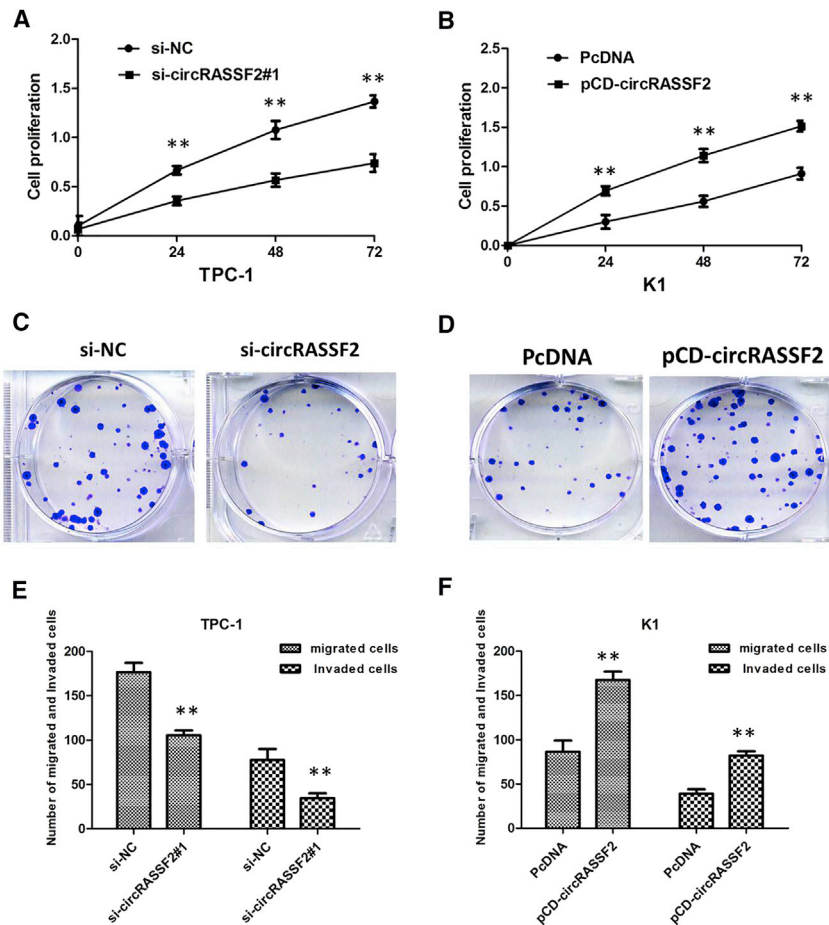 A
si-NC
si-circRASSF2#1
Cell proliferation
2.0
1.5
1.0
0.5
0.0
**
**
**
0
24
48
72
TPC-1
B
PcDNA
pCD-circRASSF2
Cell proliferation
2.5
2.0
1.5
1.0
0.5
0.0
**
**
**
0
24
48
72
K1
C
si-NC
si-circRASSF2
D
PcDNA
pCD-circRASSF2
E
TPC-1
migrated cells
Invaded cells
Number of migrated and Invaded cells
200
150
100
50
0
**
**
si-NC
si-circRASSF2#1
si-NC
si-circRASSF2#1
F
K1
migrated cells
Invaded cells
Number of migrated and Invaded cells
200
150
100
50
0
**
**
PcDNA
pCD-circRASSF2
PcDNA
pCD-circRASSF2